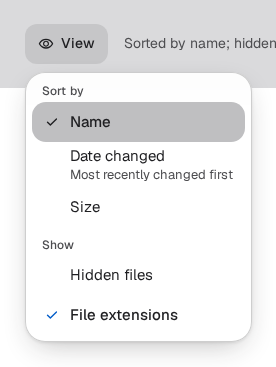 View
Sorted by name; hidden
Sort by
Name
Date changed
Most recently changed first
Size
Show
Hidden files
File extensions